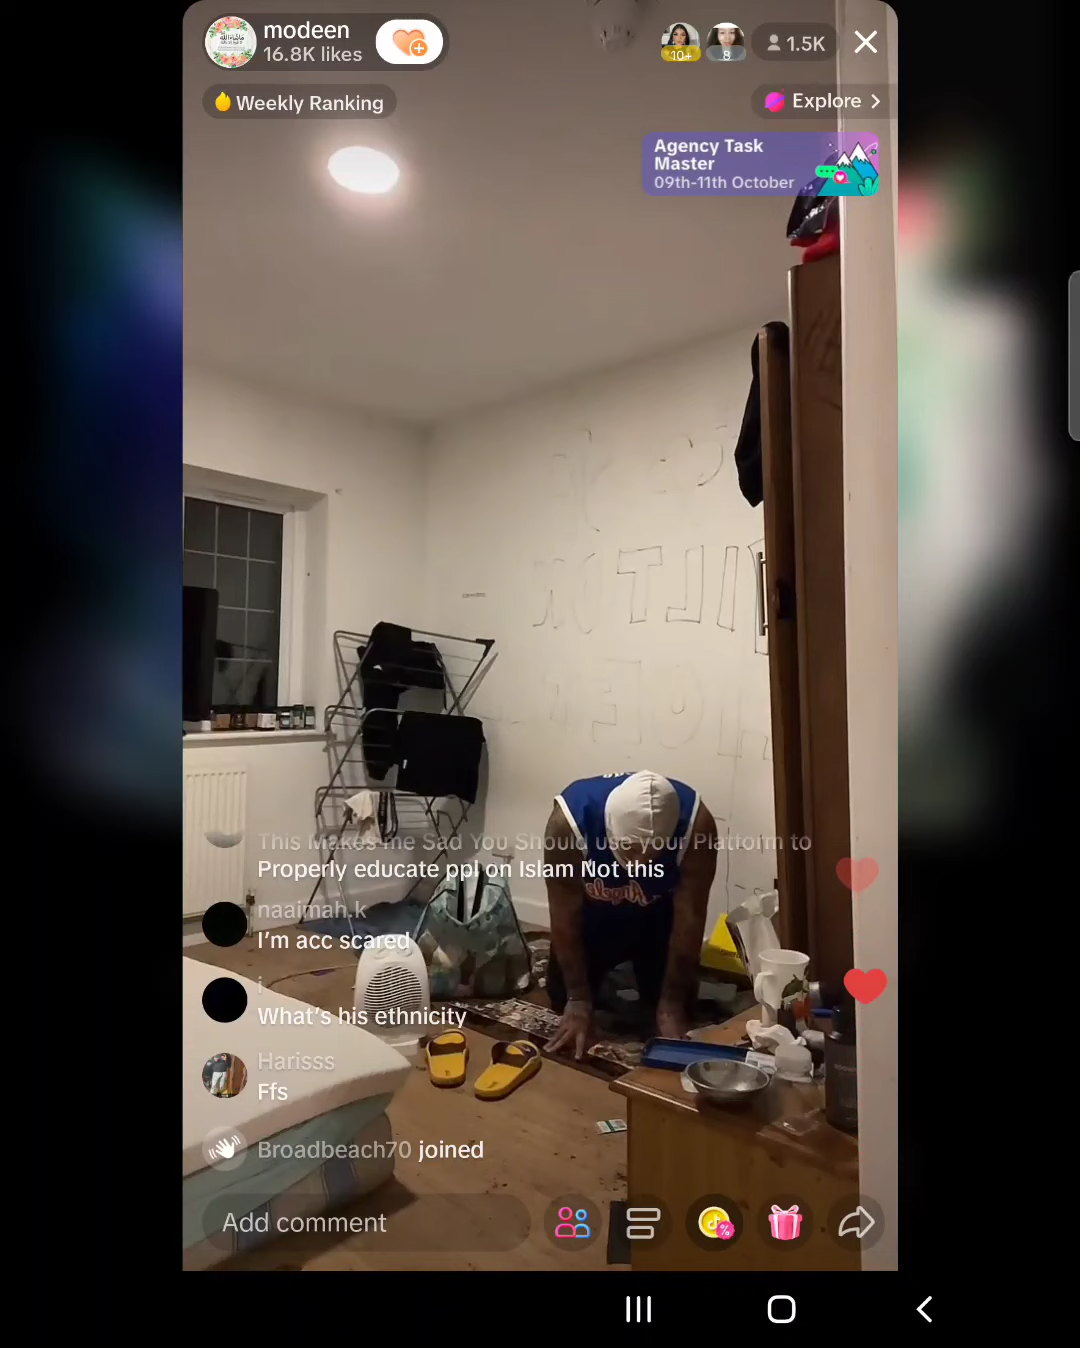 modeen
16.8K likes
10+
8
1.5K
Weekly Ranking
Explore
Agency Task
Master
09th-11th October
This Makes me Sad You Should use your Platform to
Properly educate ppl on Islam Not this
naaimah.k
I'm acc scared
i
What's his ethnicity
Harisss
Ffs
Broadbeach70 joined
Add comment